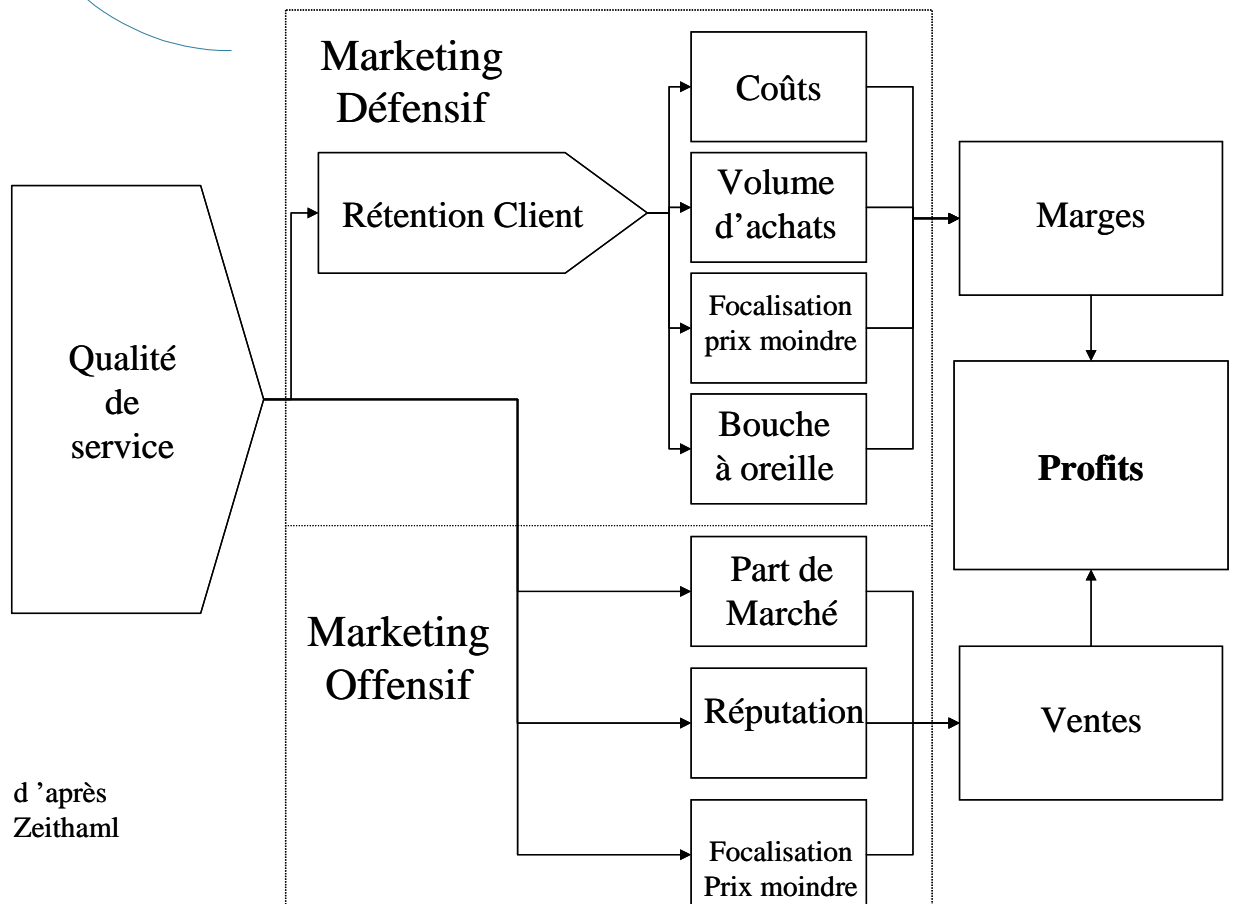 Marketing
Défensif
Coûts
Volume
d’achats
Rétention Client
Marges
Focalisation
prix moindre
Qualité
de
service
Bouche
à oreille
Profits
Part de
Marché
Marketing
Offensif
Réputation
Ventes
d ’après
Zeithaml
Focalisation
Prix moindre